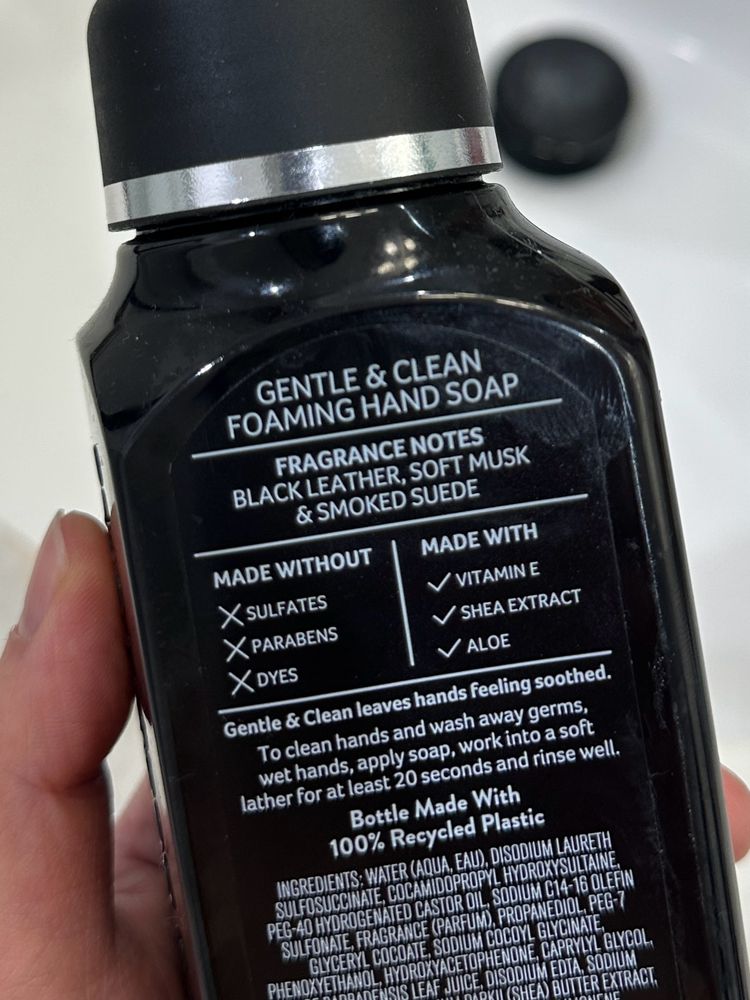 GENTLE & CLEAN
FOAMING HAND SOAP
FRAGRANCE NOTES
BLACK LEATHER, SOFT MUSK
& SMOKED SUEDE
MADE WITHOUT
SULFATES
PARABENS
DYES
MADE WITH
VITAMIN E
SHEA EXTRACT
ALOE
Gentle & Clean leaves hands feeling soothed.
To clean hands and wash away germs,
wet hands, apply soap, work into a soft
lather for at least 20 seconds and rinse well.
Bottle Made With
100% Recycled Plastic
INGREDIENTS: WATER (AQUA, EAU), DISODIUM LAURETH
SULFOSUCCINATE, COCAMIDOPROPYL HYDROXYSULTAINE,
PEG-40 HYDROGENATED CASTOR OIL, SODIUM C14-16 OLEFIN
SULFONATE, FRAGRANCE (PARFUM), PROPANEDIOL, PEG-7
GLYCERYL COCOATE, SODIUM COCOYL GLYCINATE,
PHENOXYETHANOL, HYDROXYACETOPHENONE, CAPRYLYL GLYCOL,
LEAF JUICE, DISODIUM EDTA, SODIUM
(SHEA) BUTTER EXTRACT,